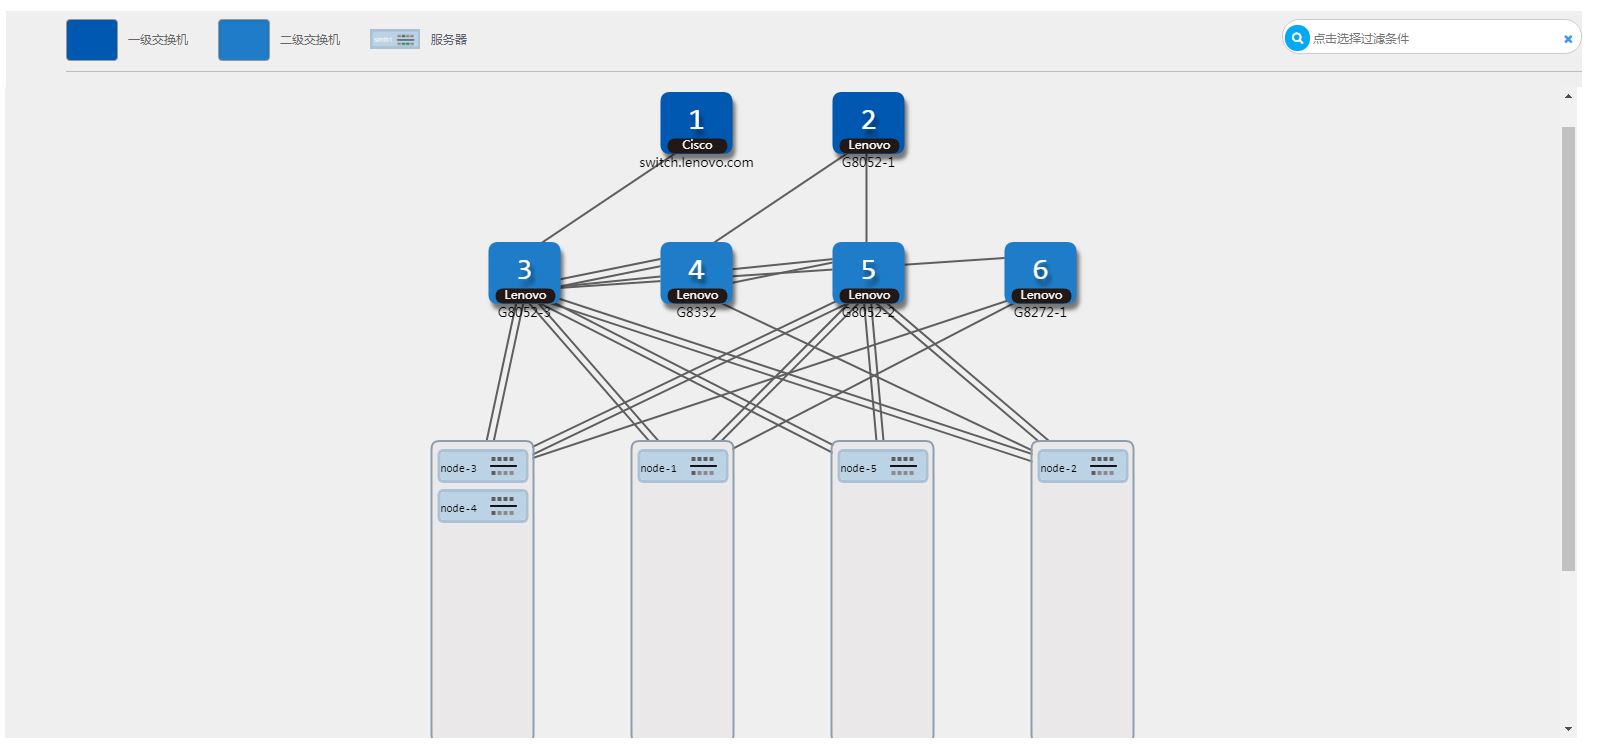 一级交换机
二级交换机
服务器
点击选择过滤条件
1
Cisco
switch.lenovo.com
2
Lenovo
G8052-1
3
Lenovo
G8052-3
4
Lenovo
G8332
5
Lenovo
G8052-2
6
Lenovo
G8272-1
node-3
node-1
node-5
node-2
node-4